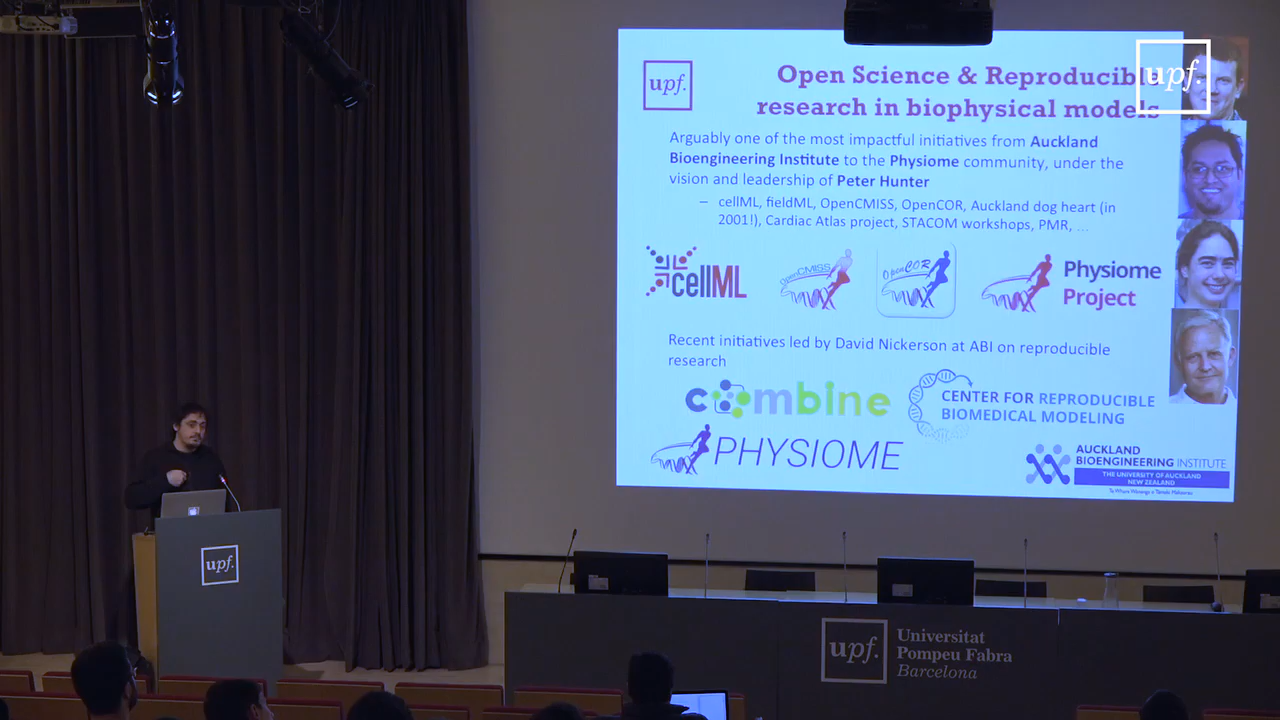 upf.
upf.
Open Science & Reproducible
research in biophysical models
Arguably one of the most impactful initiatives from Auckland
Bioengineering Institute to the Physiome community, under the
vision and leadership of Peter Hunter
– cellML, fieldML, OpenCMISS, OpenCOR, Auckland dog heart (in
2001!), Cardiac Atlas project, STACOM workshops, PMR, ...
cellML
OpenCMISS
OpenCOR
Physiome
Project
Recent initiatives led by David Nickerson at ABI on reproducible
research
combine
CENTER FOR REPRODUCIBLE
BIOMEDICAL MODELING
PHYSIOME
AUCKLAND
BIOENGINEERING INSTITUTE
THE UNIVERSITY OF AUCKLAND
NEW ZEALAND
upf.
upf.
Universitat
Pompeu Fabra
Barcelona